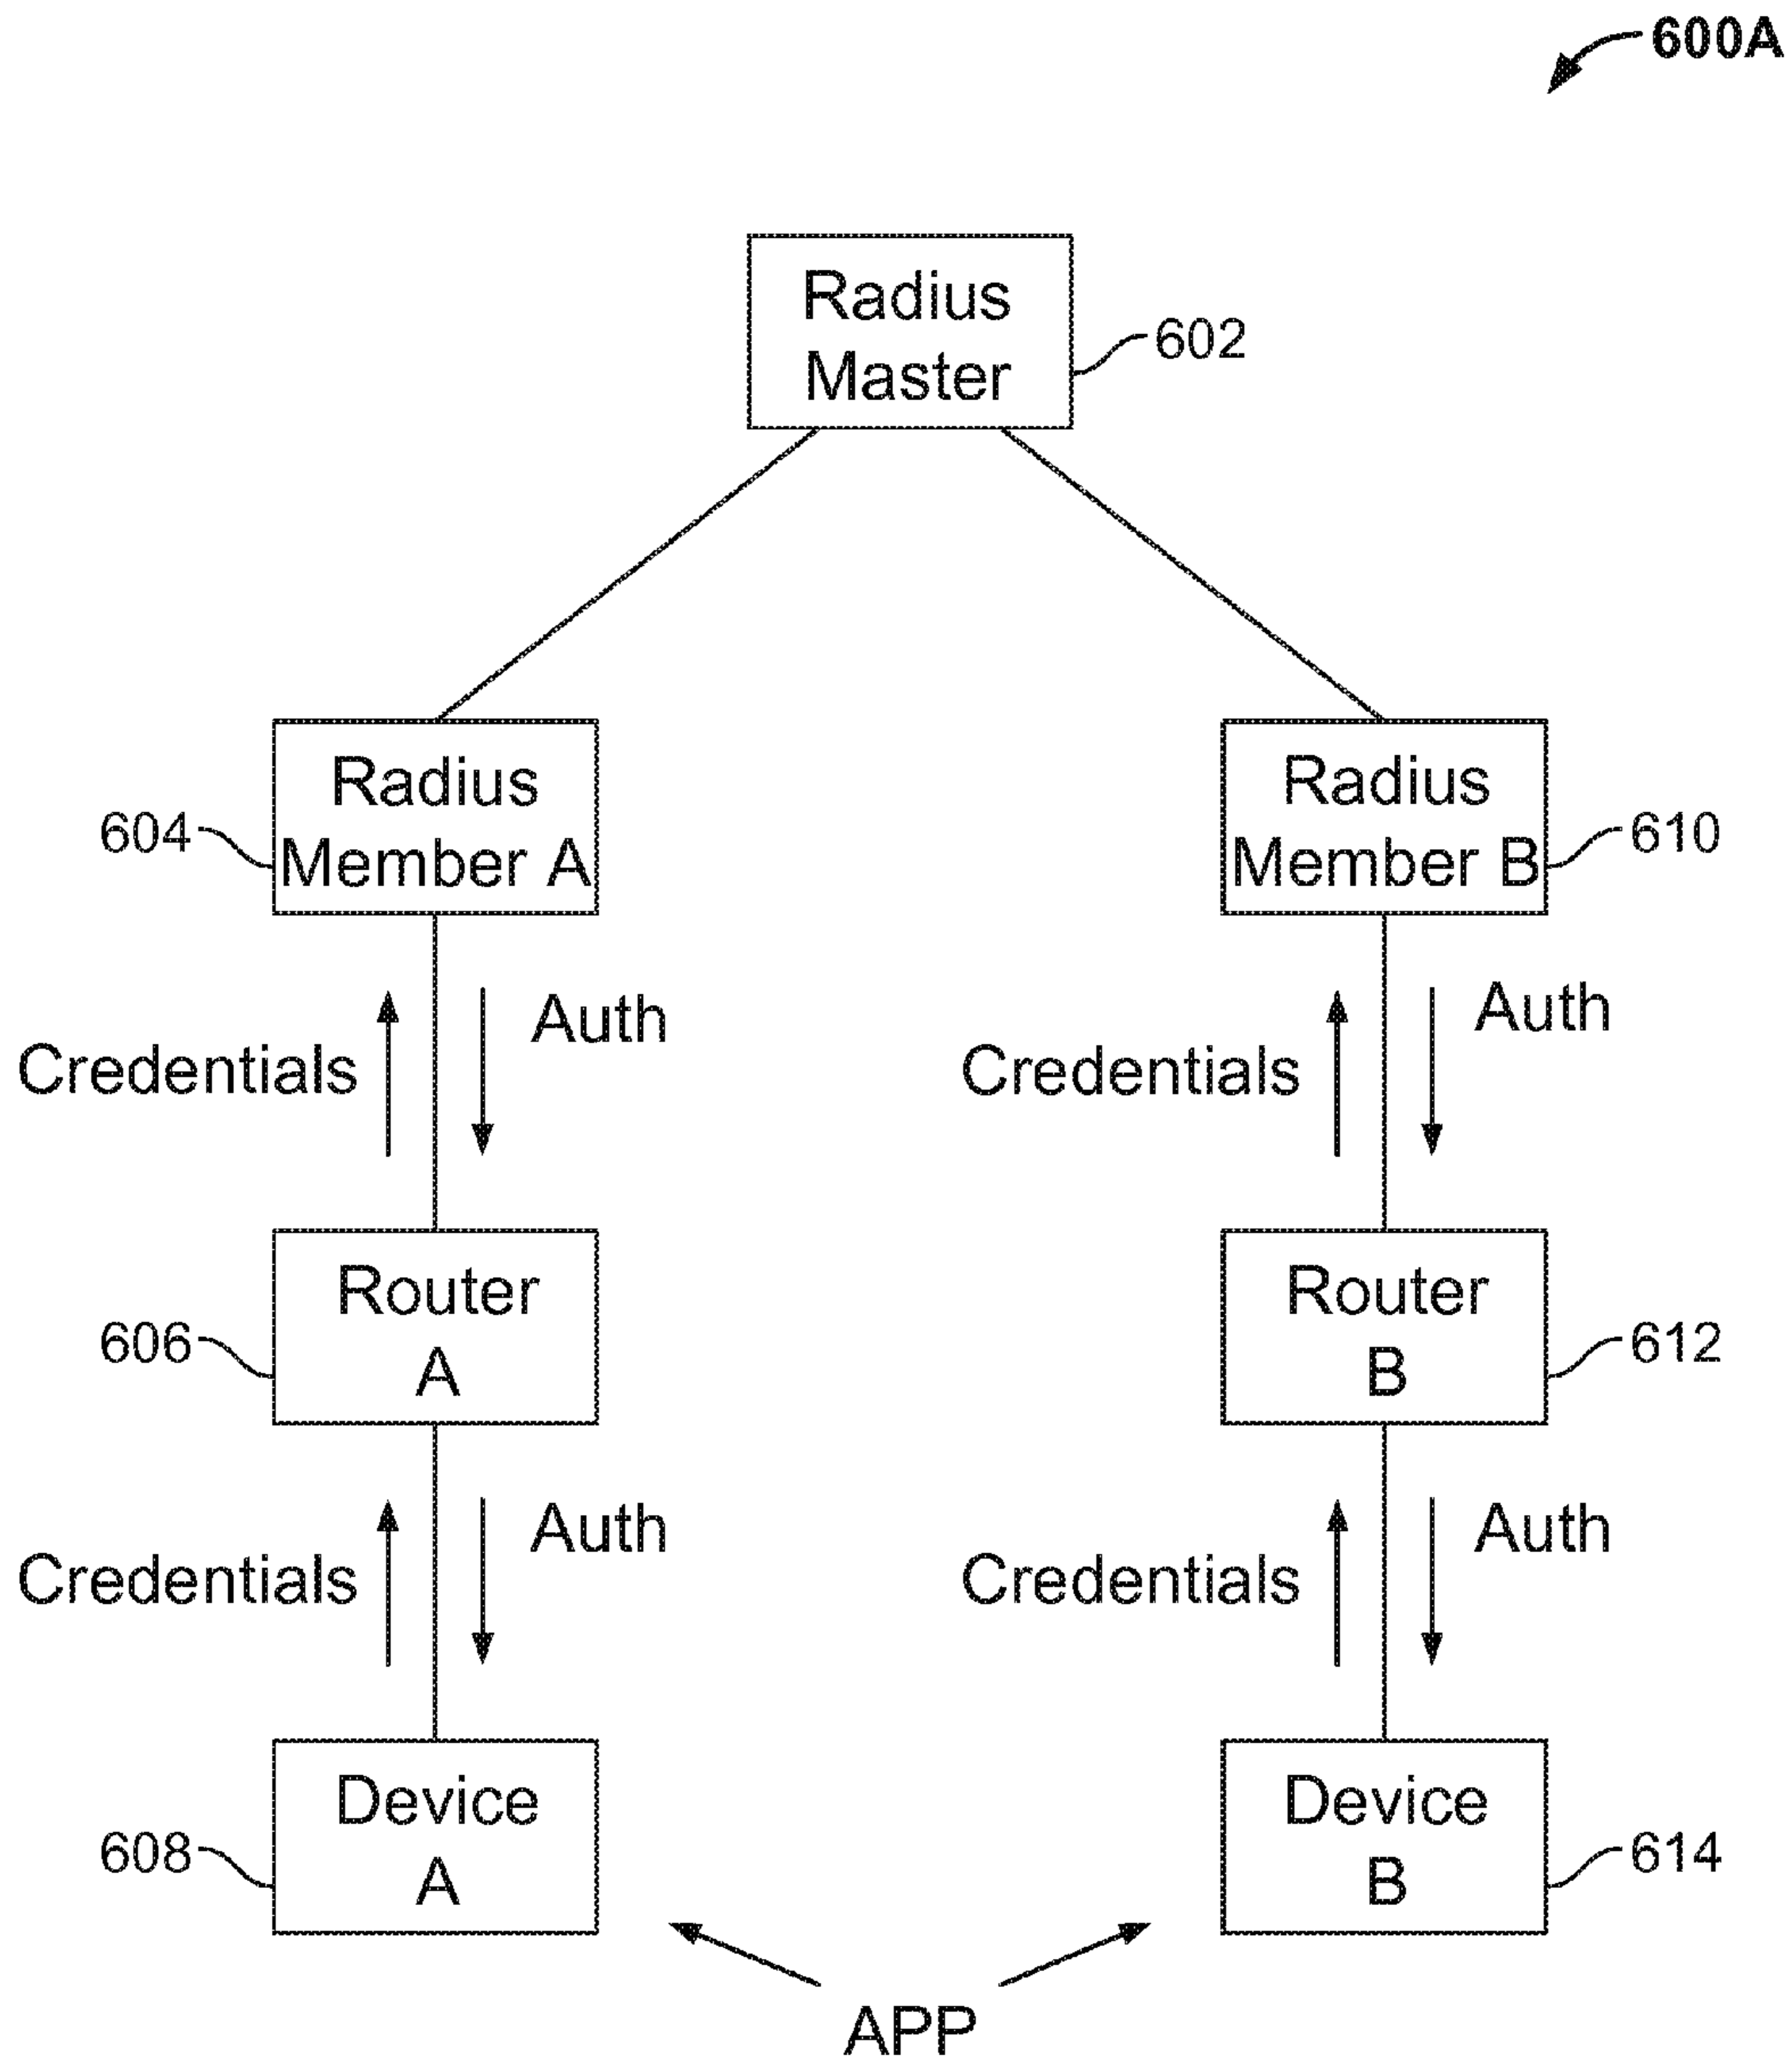 600A
Radius
Master
602
Radius
Member A
604
Radius
Member B
610
Credentials
Auth
Credentials
Auth
Router
A
606
Router
B
612
Credentials
Auth
Credentials
Auth
Device
A
608
Device
B
614
APP